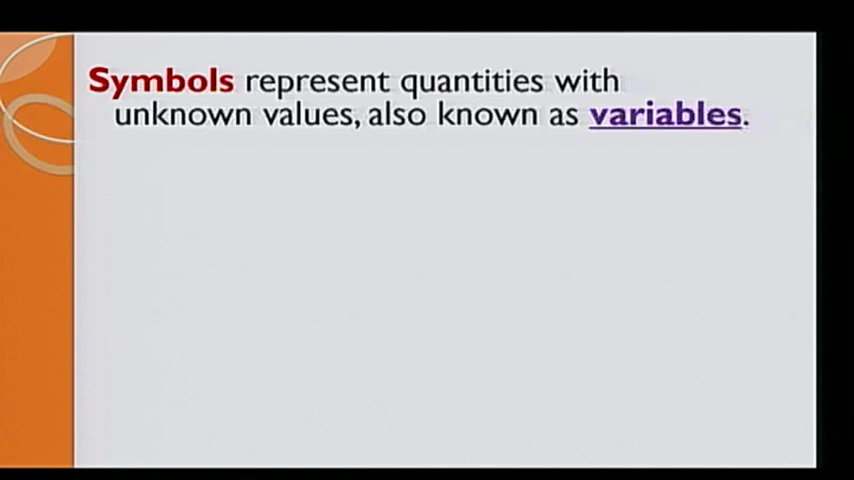 Symbols represent quantities with
unknown values, also known as variables.